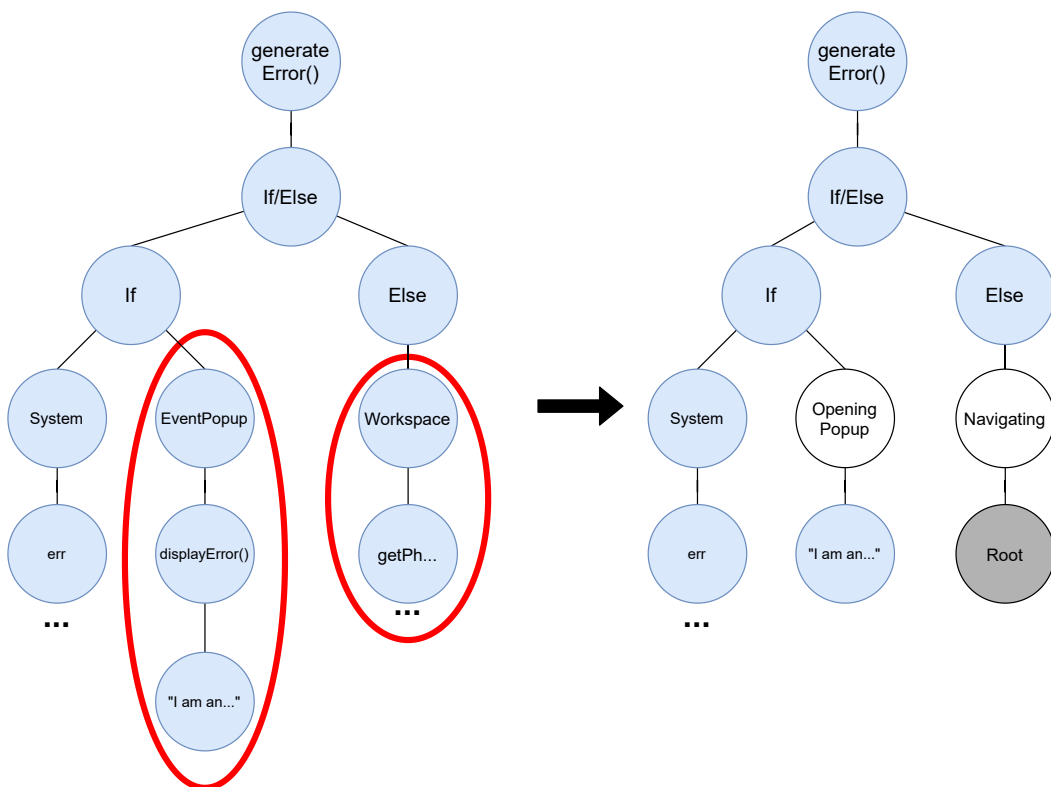 generate
Error()
If/Else
If
Else
System
EventPopup
Workspace
err
displayError()
getPh...
...
...
"I am an..."
generate
Error()
If/Else
If
Else
System
Opening
Popup
Navigating
err
"I am an..."
Root
...